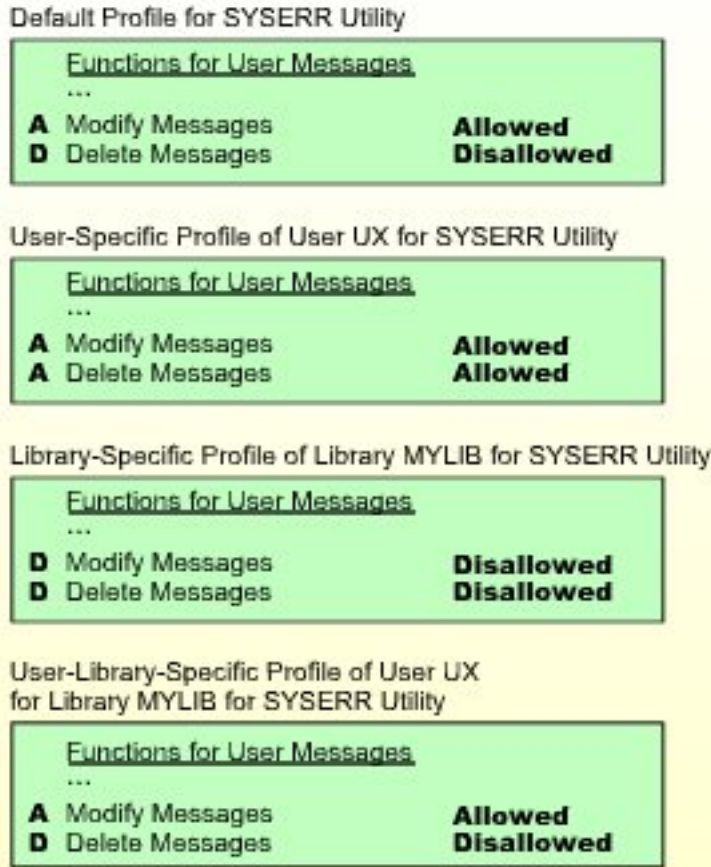 Default Profile for SYSERR Utility
Functions for User Messages
...
A Modify Messages Allowed
D Delete Messages Disallowed
User-Specific Profile of User UX for SYSERR Utility
Functions for User Messages
...
A Modify Messages Allowed
A Delete Messages Allowed
Library-Specific Profile of Library MYLIB for SYSERR Utility
Functions for User Messages
...
D Modify Messages Disallowed
D Delete Messages Disallowed
User-Library-Specific Profile of User UX
for Library MYLIB for SYSERR Utility
Functions for User Messages
...
A Modify Messages Allowed
D Delete Messages Disallowed